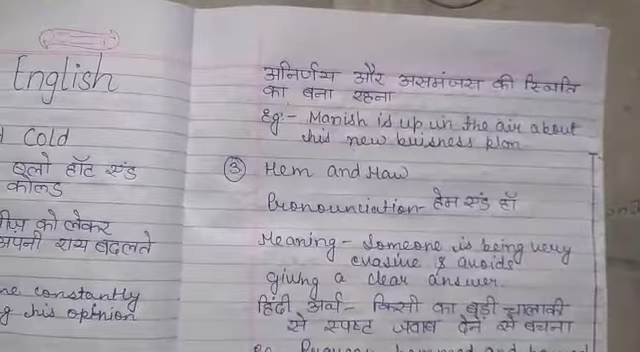 English
Cold
ब्लो हॉट एंड
कोल्ड
को लेकर
अपनी राय बदलते
constantly
his opinion
अनिर्णय और असमंजस की स्थिति
का बना रहना
Eg:- Manish is up in the air about
his new buisness plan
③ Hem and Haw
Pronounciation - हेम एंड हॉ
Meaning - Someone is being very
evasive & avoids
giving a clear answer.
हिंदी अर्थ - किसी का बड़ी चालाकी
से स्पष्ट जवाब देने से बचना